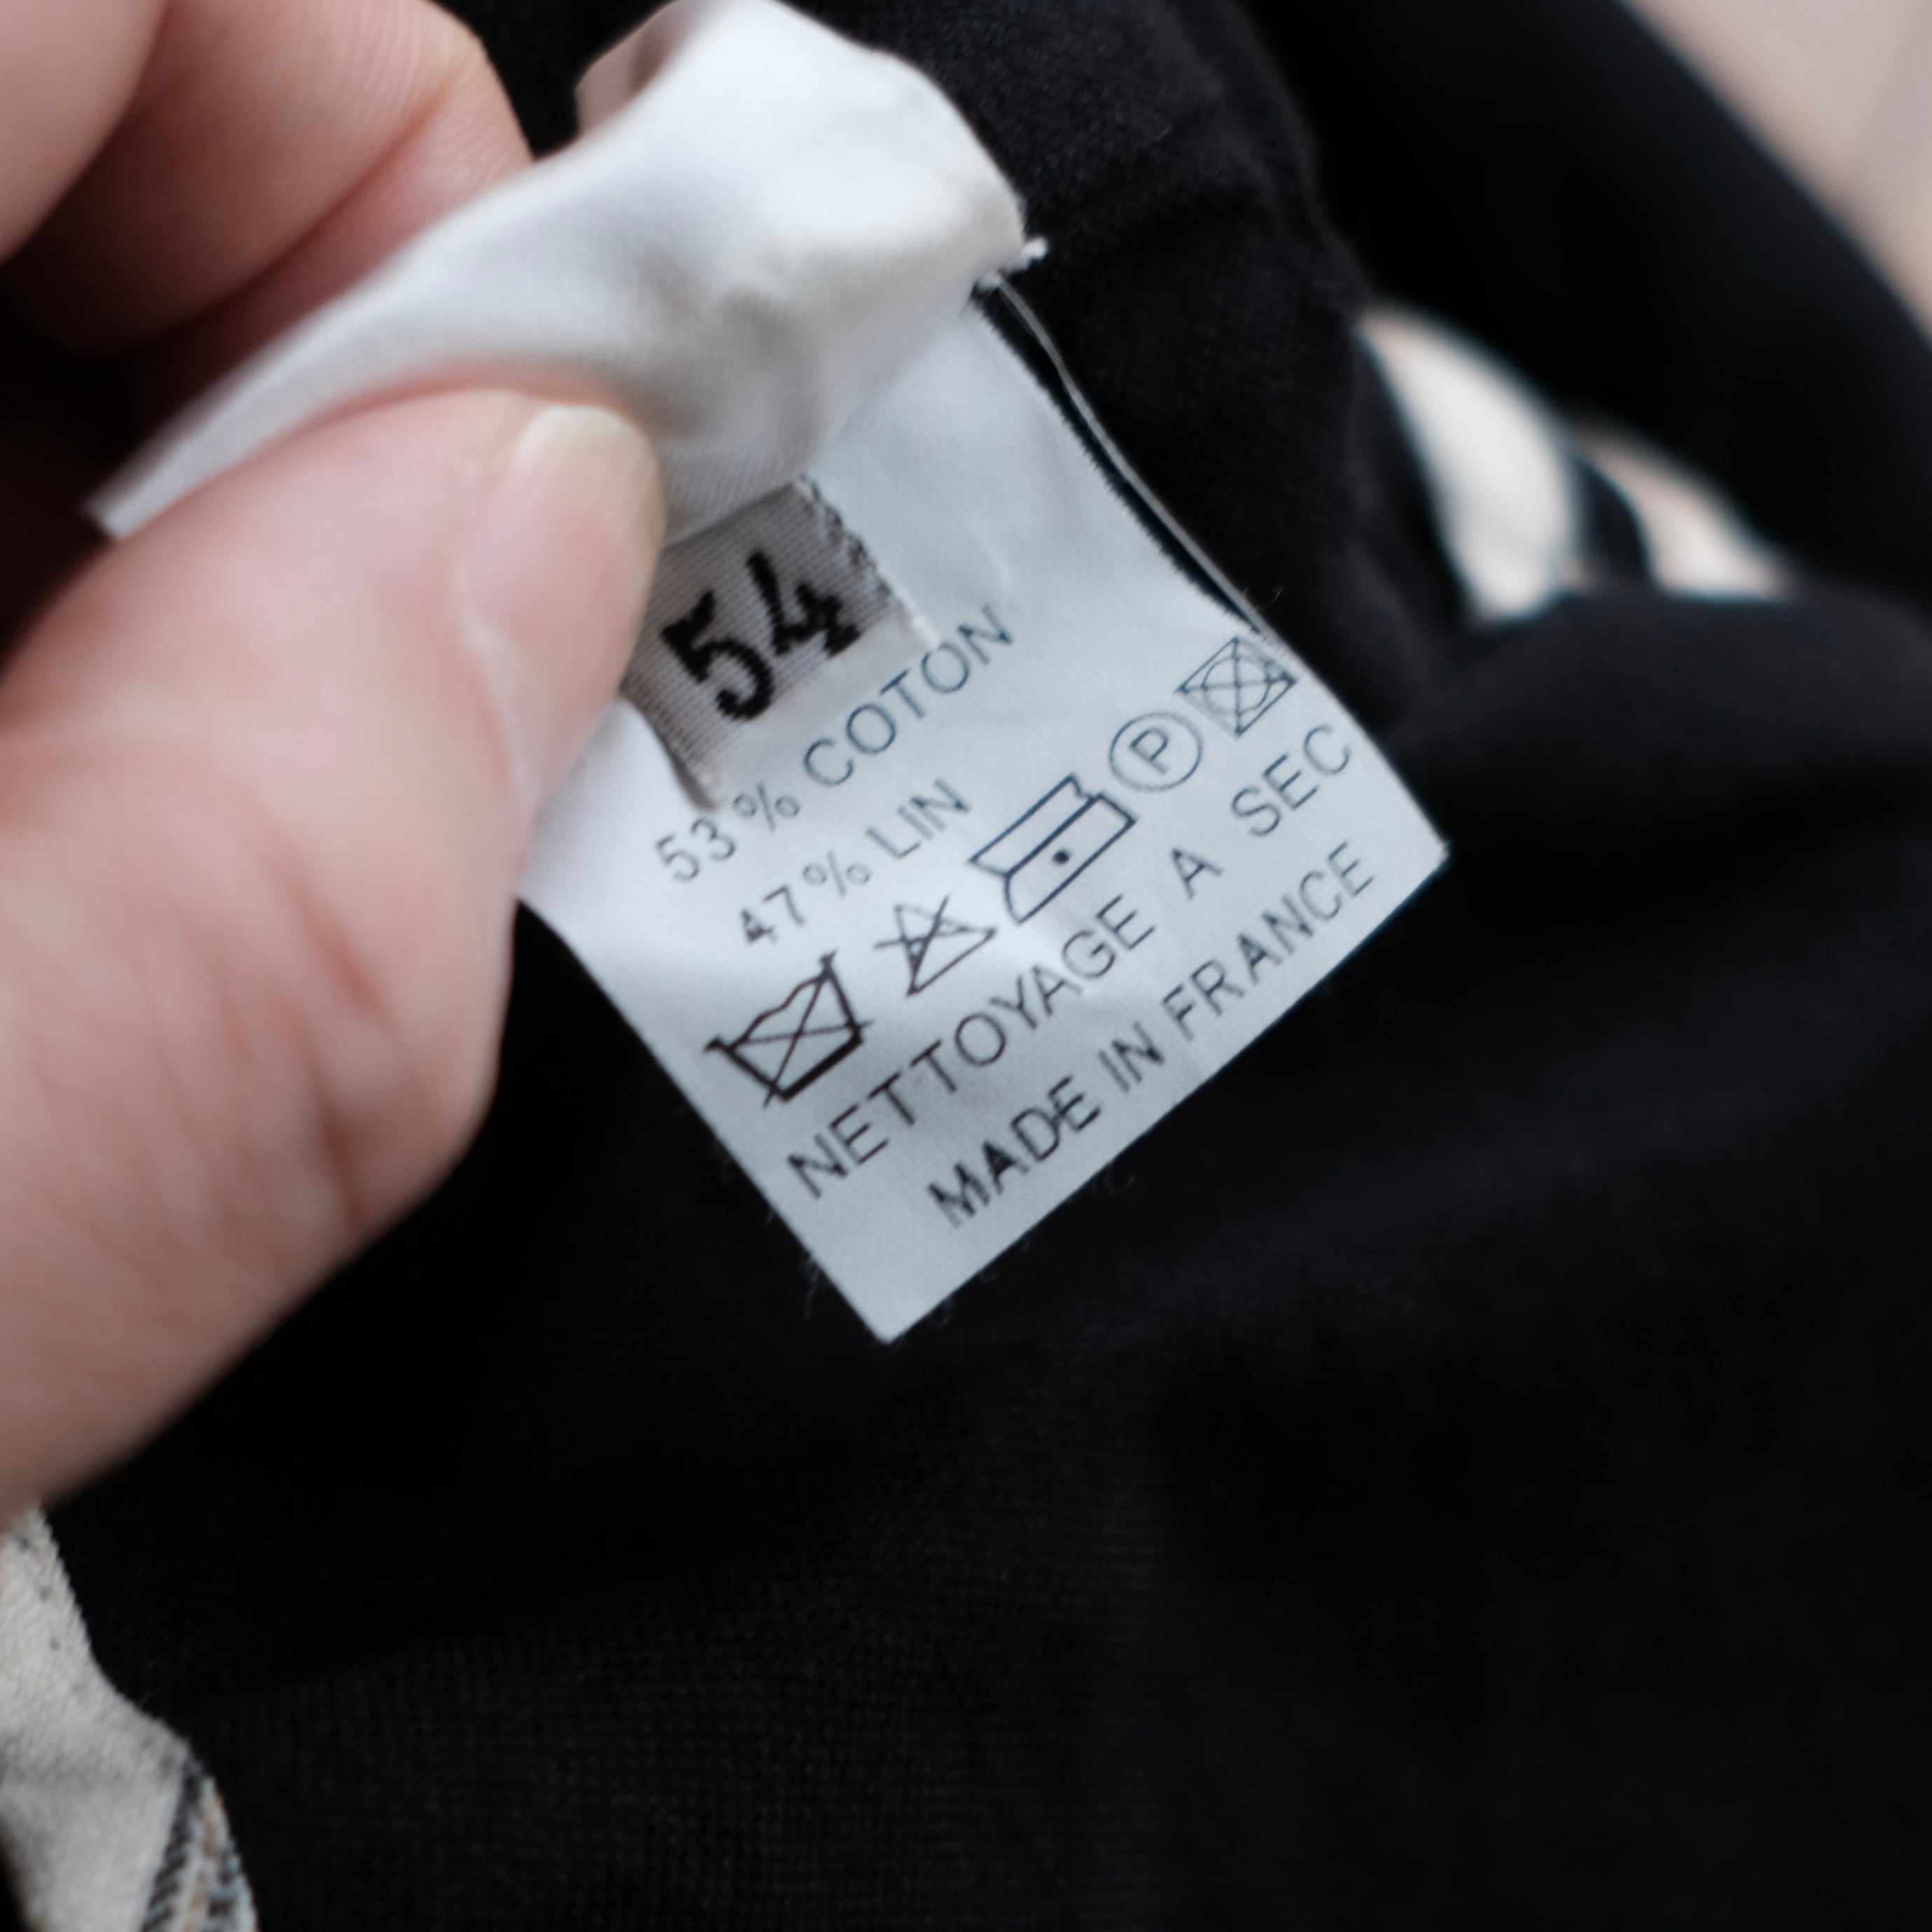 54
53% COTON
47% LIN
P
NETTOYAGE A SEC
MADE IN FRANCE